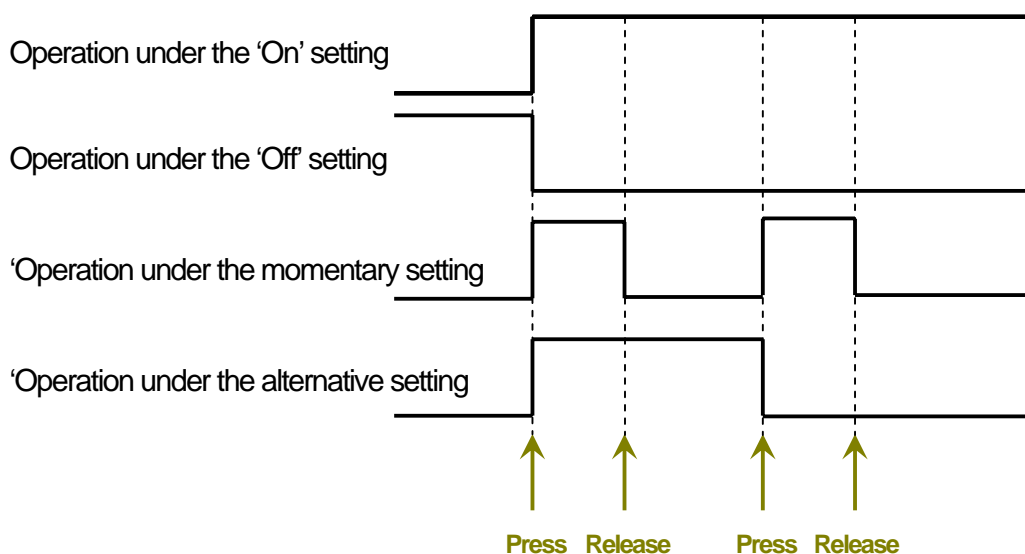 Operation under the ‘On’ setting
Operation under the ‘Off’ setting
‘Operation under the momentary setting
‘Operation under the alternative setting
Press Release Press Release